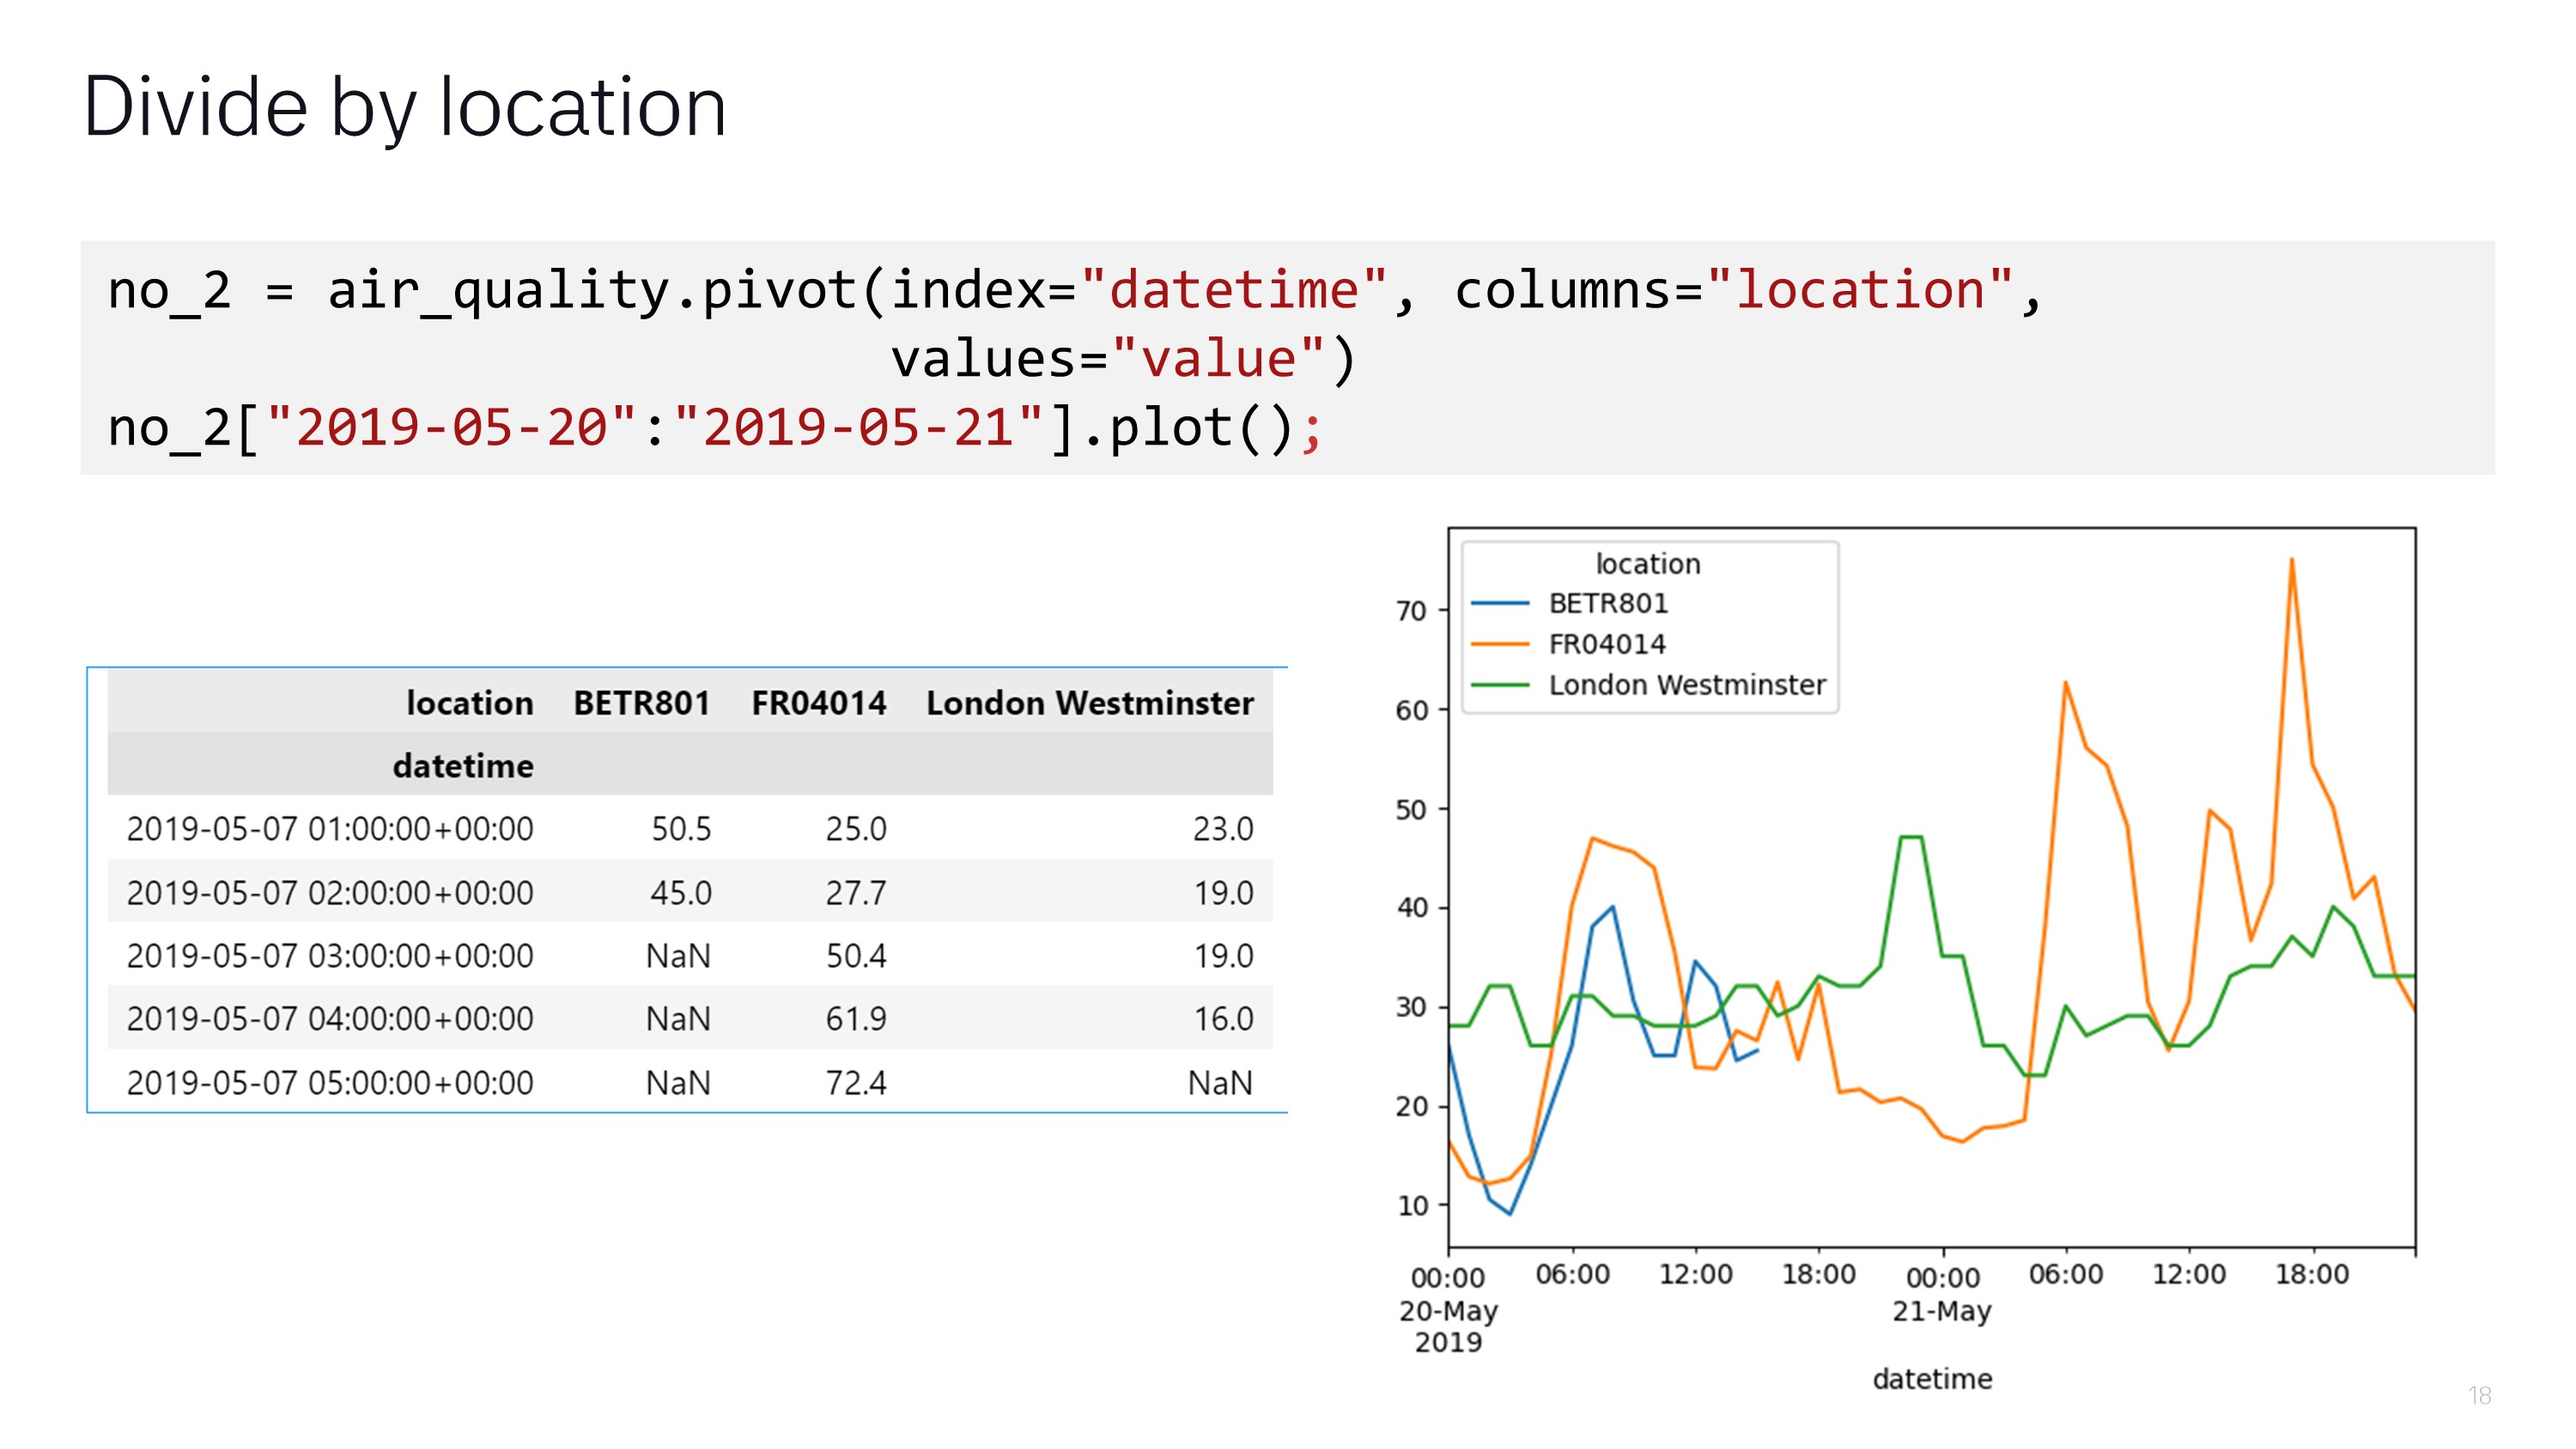 Divide by location
no_2 = air_quality.pivot(index="datetime", columns="location",
values="value")
no_2["2019-05-20":"2019-05-21"].plot();
location BETR801 FR04014 London Westminster
datetime
2019-05-07 01:00:00+00:00 50.5 25.0 23.0
2019-05-07 02:00:00+00:00 45.0 27.7 19.0
2019-05-07 03:00:00+00:00 NaN 50.4 19.0
2019-05-07 04:00:00+00:00 NaN 61.9 16.0
2019-05-07 05:00:00+00:00 NaN 72.4 NaN
location
BETR801
FR04014
London Westminster
70
60
50
40
30
20
10
00:00 06:00 12:00 18:00 00:00 06:00 12:00 18:00
20-May 21-May
2019
datetime
18